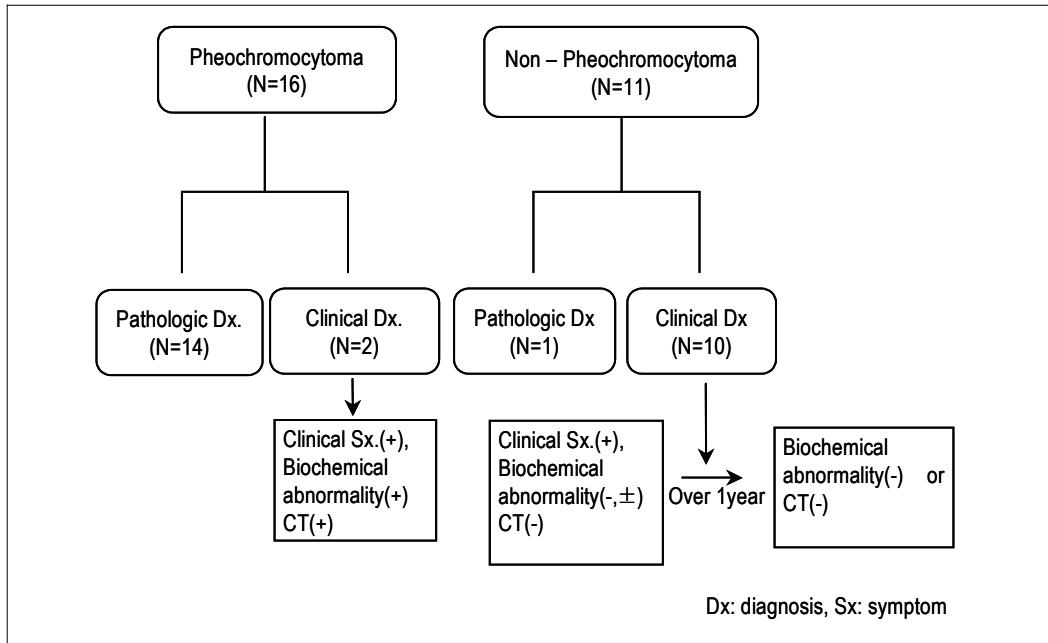 Pheochromocytoma
(N=16)
Non – Pheochromocytoma
(N=11)
Pathologic Dx.
(N=14)
Clinical Dx.
(N=2)
Pathologic Dx
(N=1)
Clinical Dx
(N=10)
Clinical Sx.(+),
Biochemical
abnormality(+)
CT(+)
Clinical Sx.(+),
Biochemical
abnormality(-,±)
CT(-)
Over 1year
Biochemical
abnormality(-) or
CT(-)
Dx: diagnosis, Sx: symptom